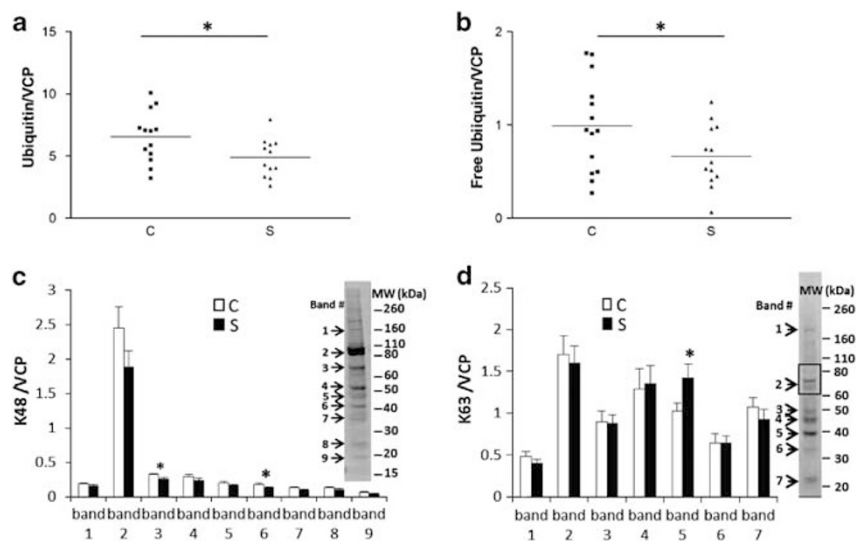 a
*
Ubiquitin/VCP
15
10
5
0
C S
b
*
Free Ubiiquitin/VCP
2
1
0
C S
c
K48 /VCP
3
2.5
2
1.5
1
0.5
0
C
S
*
*
band band band band band band band band band
1 2 3 4 5 6 7 8 9
Band #
MW (kDa)
1
2
3
4
5
6
7
8
9
260
160
110
80
60
50
40
30
20
15
d
K63/VCP
2.5
2
1.5
1
0.5
0
C
S
*
band band band band band band band
1 2 3 4 5 6 7
Band #
MW (kDa)
1
2
3
4
5
6
7
260
160
110
80
60
50
40
30
20